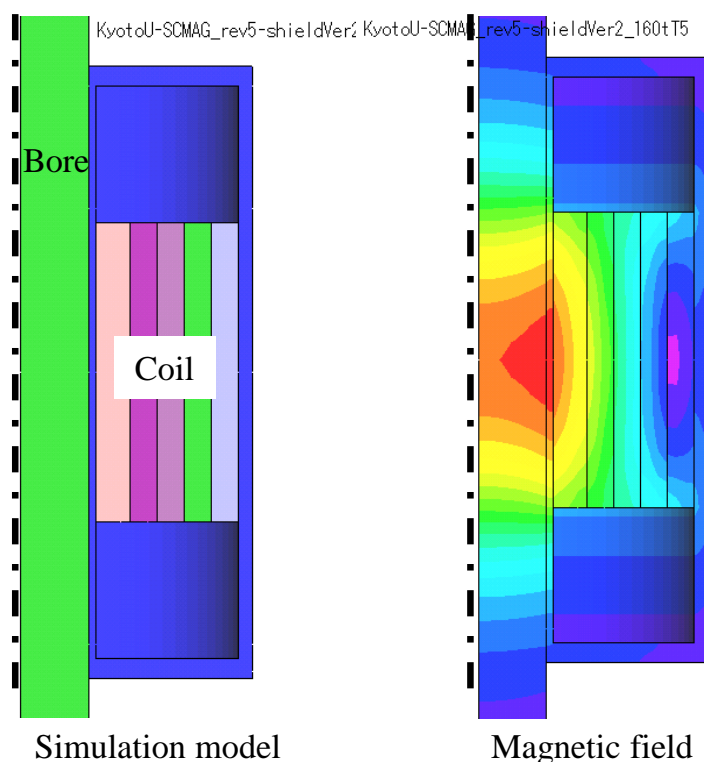 KyotoU-SCMAG_rev5-shieldVer2
KyotoU-SCMAG_rev5-shieldVer2_160tT5
Bore
Coil
Simulation model
Magnetic field